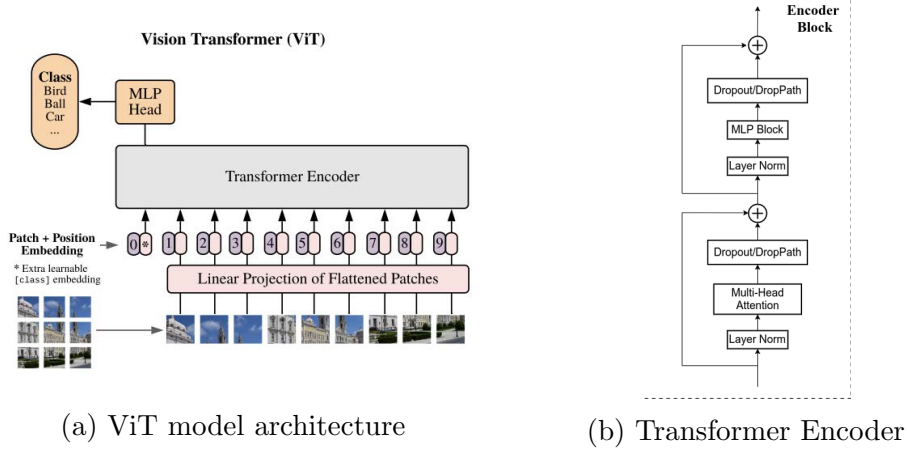 Vision Transformer (ViT)
Class
Bird
Ball
Car
...
MLP
Head
Transformer Encoder
Patch + Position
Embedding
0 * 1 2 3 4 5 6 7 8 9
* Extra learnable
[class] embedding
Linear Projection of Flattened Patches
(a) ViT model architecture
Encoder
Block
+
Dropout/DropPath
MLP Block
Layer Norm
+
Dropout/DropPath
Multi-Head
Attention
Layer Norm
(b) Transformer Encoder